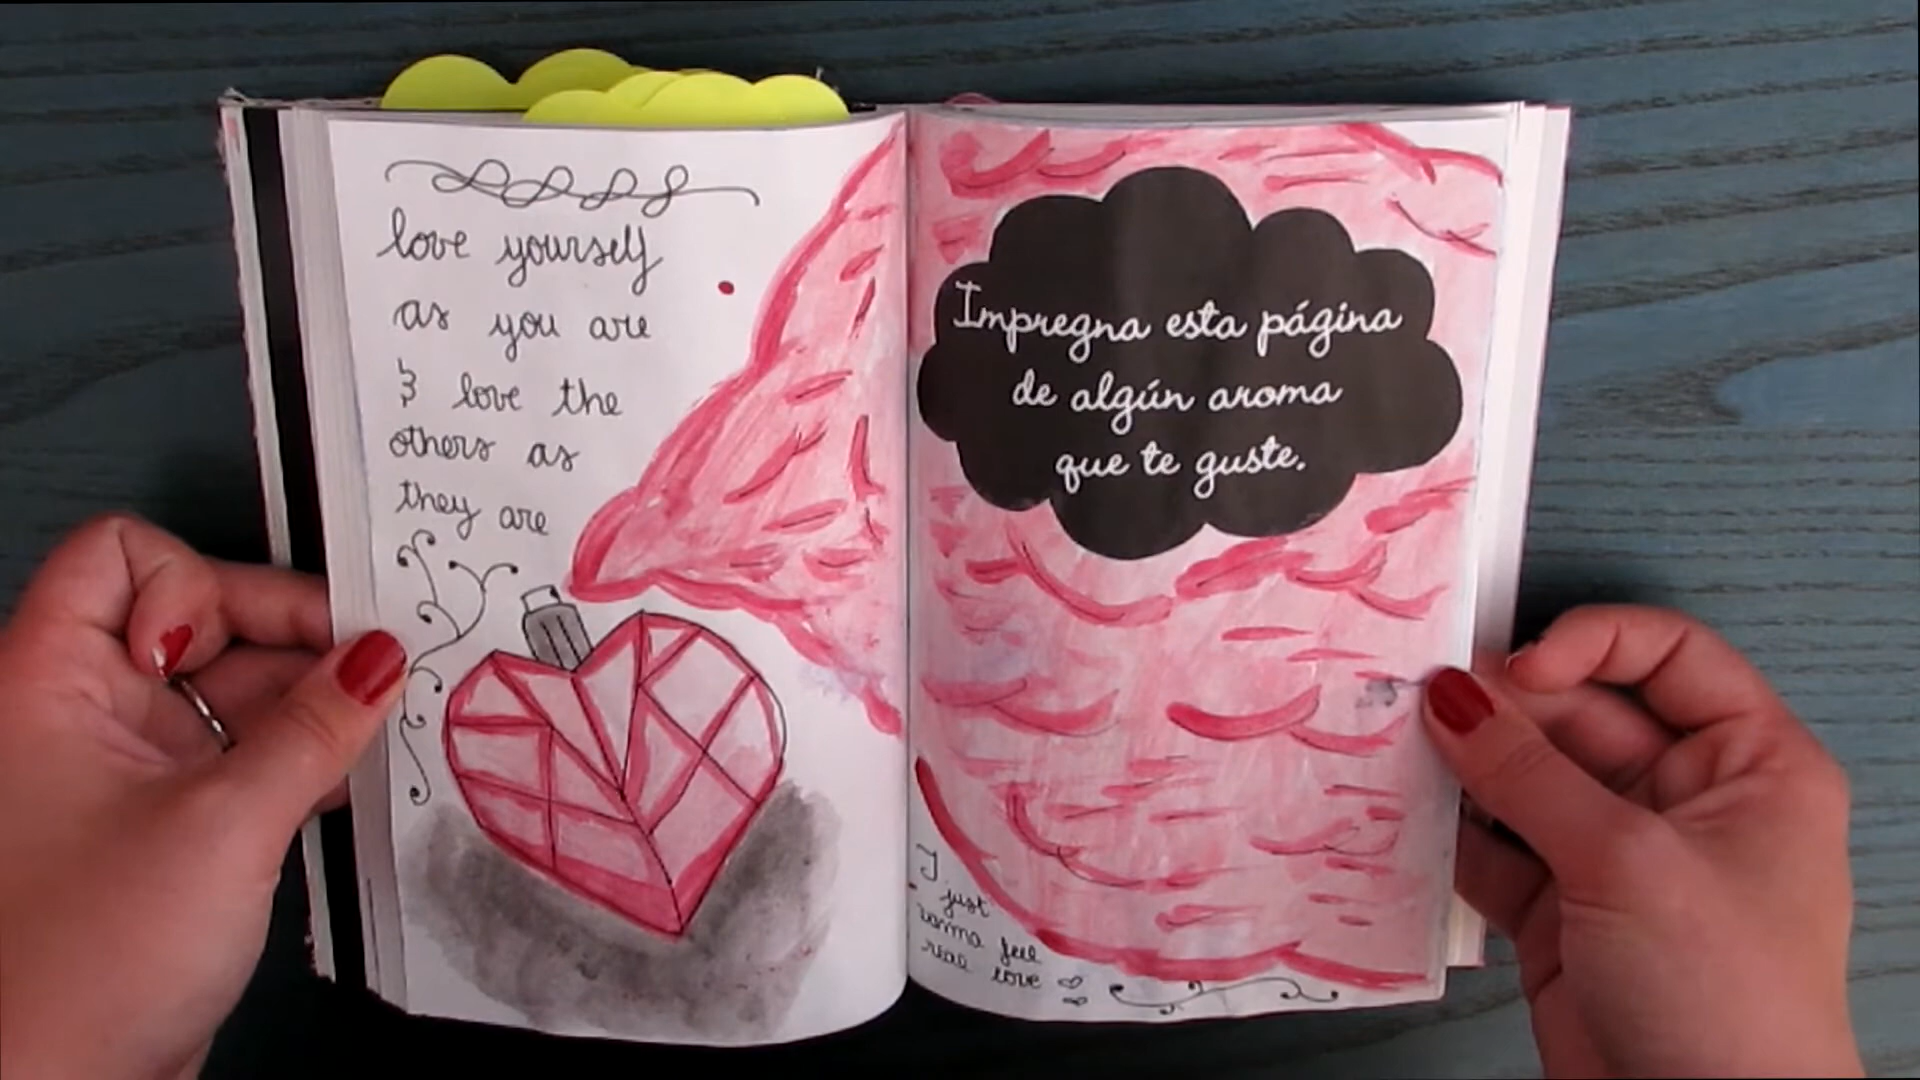 love yourself
as you are
& love the
others as
they are
Impregna esta página
de algún aroma
que te guste.
I
just
wanna feel
real love